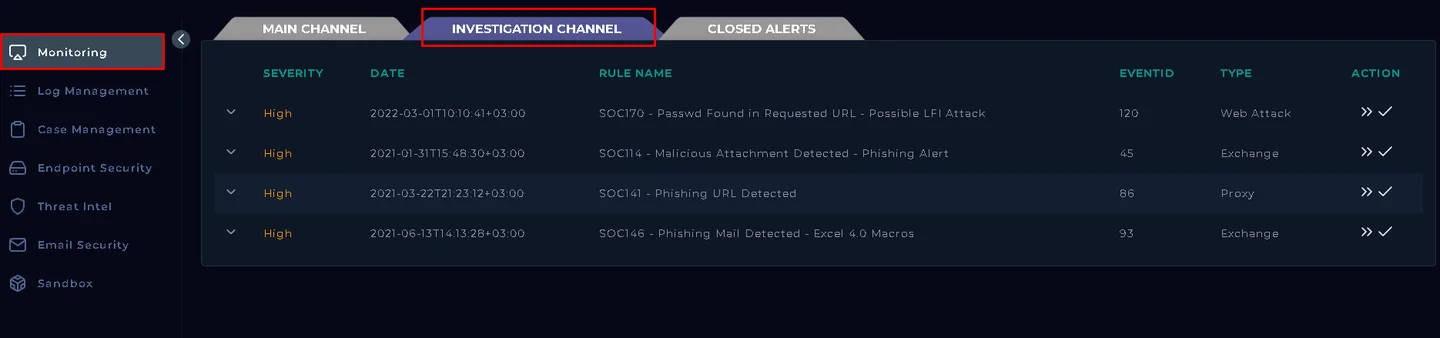 MAIN CHANNEL INVESTIGATION CHANNEL CLOSED ALERTS
Monitoring
Log Management
Case Management
Endpoint Security
Threat Intel
Email Security
Sandbox
SEVERITY DATE RULE NAME EVENTID TYPE ACTION
High 2022-03-01T10:10:41+03:00 SOC170 - Passwd Found in Requested URL - Possible LFI Attack 120 Web Attack
High 2021-01-31T15:48:30+03:00 SOC114 - Malicious Attachment Detected - Phishing Alert 45 Exchange
High 2021-03-22T21:23:12+03:00 SOC141 - Phishing URL Detected 86 Proxy
High 2021-06-13T14:13:28+03:00 SOC146 - Phishing Mail Detected - Excel 4.0 Macros 93 Exchange